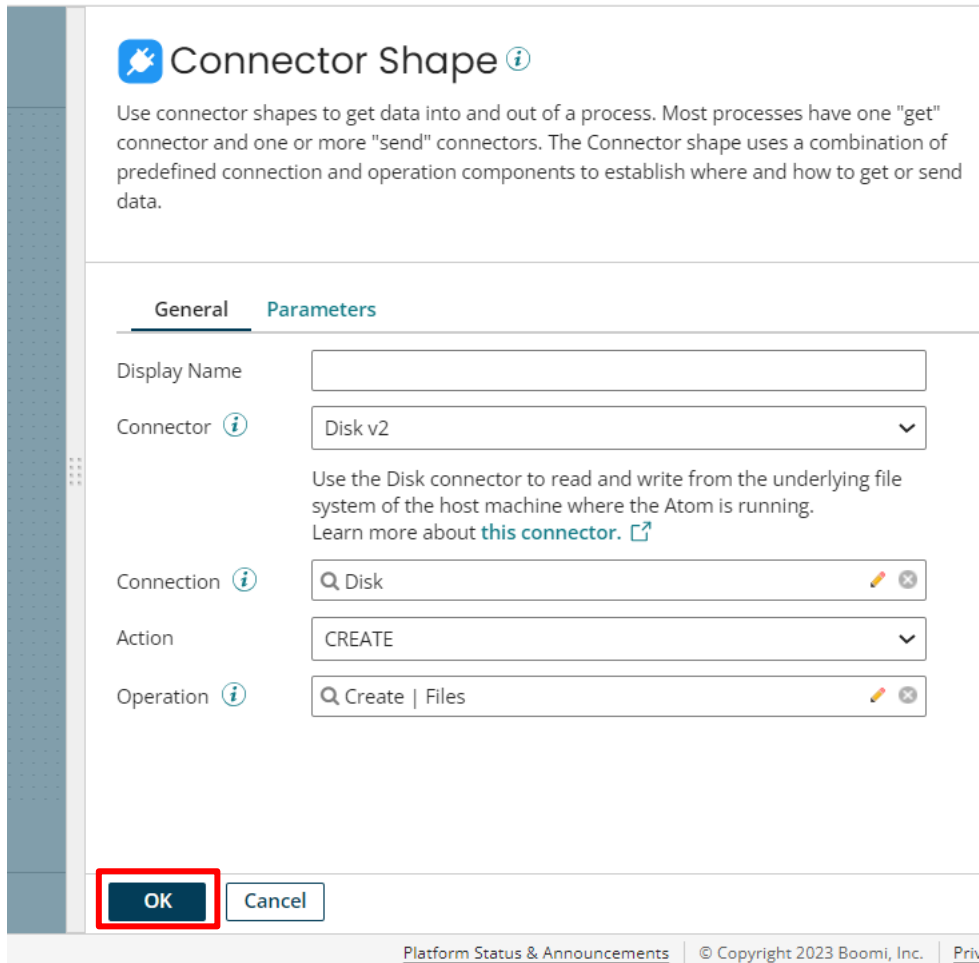 Connector Shape
Use connector shapes to get data into and out of a process. Most processes have one "get"
connector and one or more "send" connectors. The Connector shape uses a combination of
predefined connection and operation components to establish where and how to get or send
data.
General Parameters
Display Name
Connector Disk v2
Use the Disk connector to read and write from the underlying file
system of the host machine where the Atom is running.
Learn more about this connector.
Connection Disk
Action CREATE
Operation Create | Files
OK Cancel
Platform Status & Announcements © Copyright 2023 Boomi, Inc.